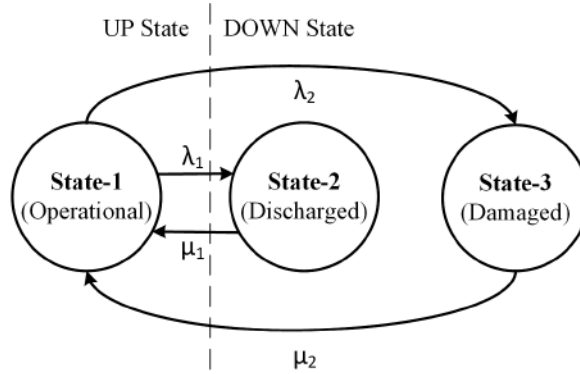 UP State
DOWN State
λ2
λ1
State-1
(Operational)
State-2
(Discharged)
State-3
(Damaged)
μ1
μ2